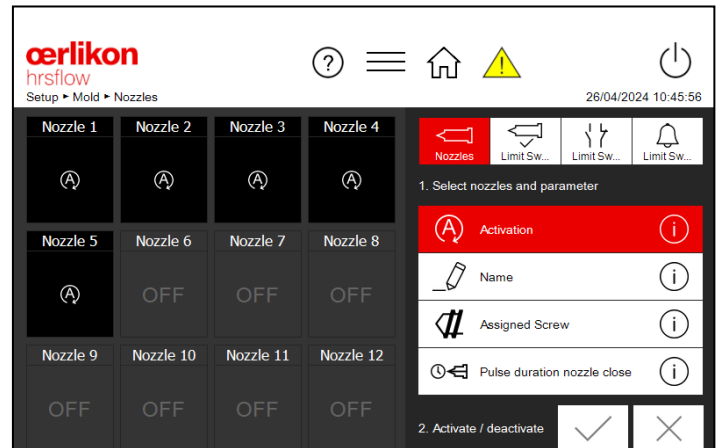 œrlikon
hrsflow
?
Setup ► Mold ► Nozzles
26/04/2024 10:45:56
Nozzle 1 Nozzle 2 Nozzle 3 Nozzle 4
A A A A
Nozzle 5 Nozzle 6 Nozzle 7 Nozzle 8
A OFF OFF OFF
Nozzle 9 Nozzle 10 Nozzle 11 Nozzle 12
OFF OFF OFF OFF
Nozzles Limit Sw... Limit Sw... Limit Sw...
1. Select nozzles and parameter
A Activation i
Name i
Assigned Screw i
Pulse duration nozzle close i
2. Activate / deactivate